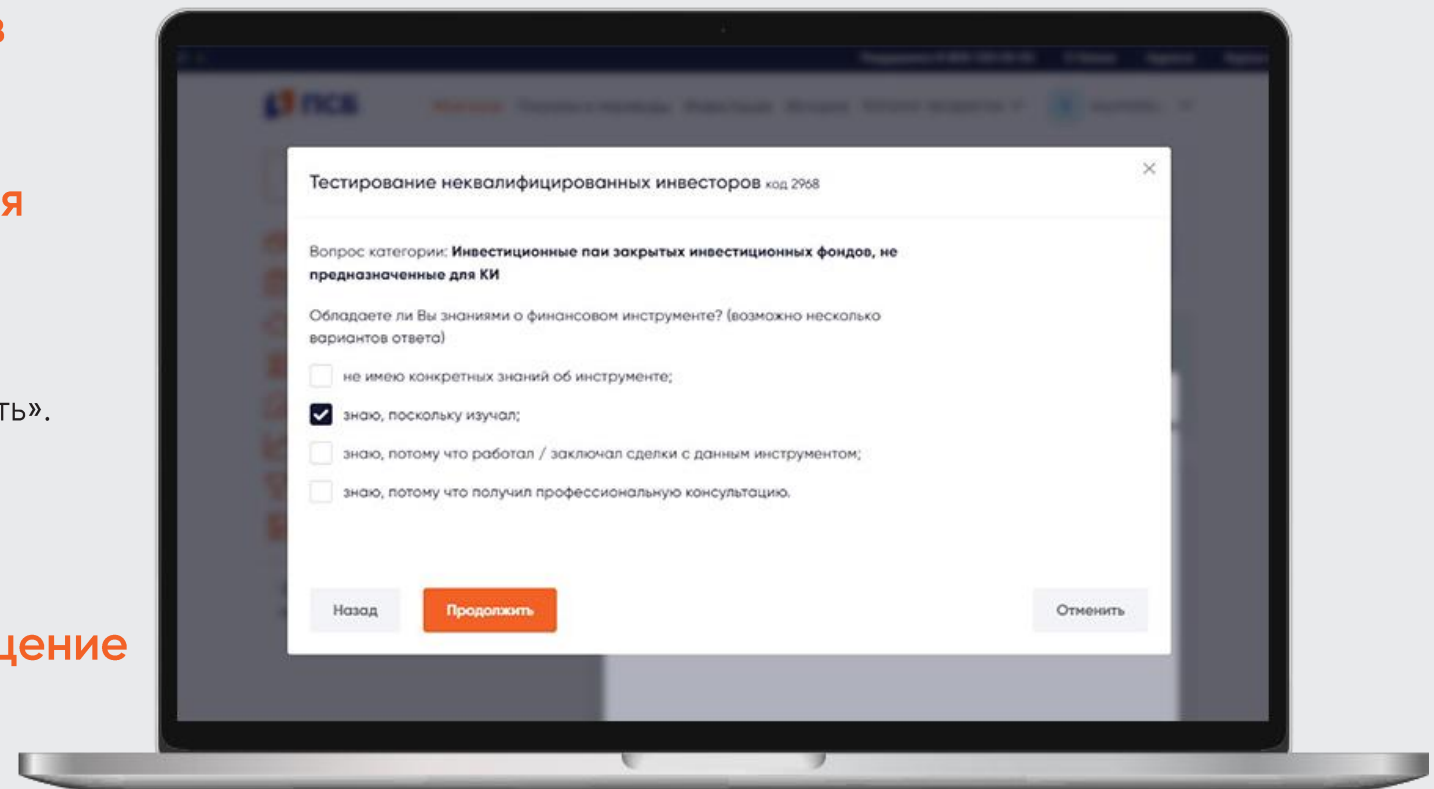 в
я
ть».
цение
ПСБ
Тестирование неквалифицированных инвесторов код 2968
Вопрос категории: Инвестиционные паи закрытых инвестиционных фондов, не
предназначенные для КИ
Обладаете ли Вы знаниями о финансовом инструменте? (возможно несколько
вариантов ответа)
не имею конкретных знаний об инструменте;
знаю, поскольку изучал;
знаю, потому что работал / заключал сделки с данным инструментом;
знаю, потому что получил профессиональную консультацию.
Назад
Продолжить
Отменить